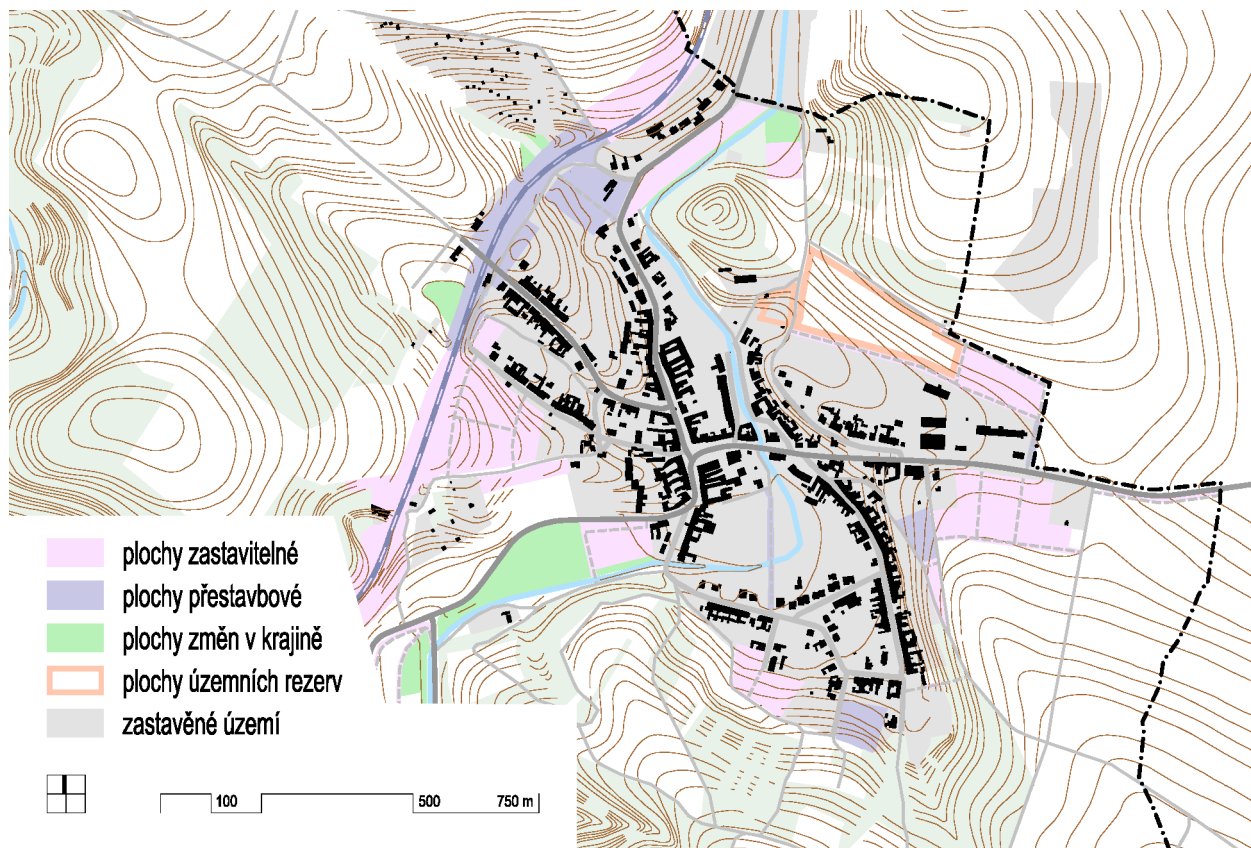 plochy zastavitelné
plochy přestavbové
plochy změn v krajině
plochy územních rezerv
zastavěné území
100 500 750 m